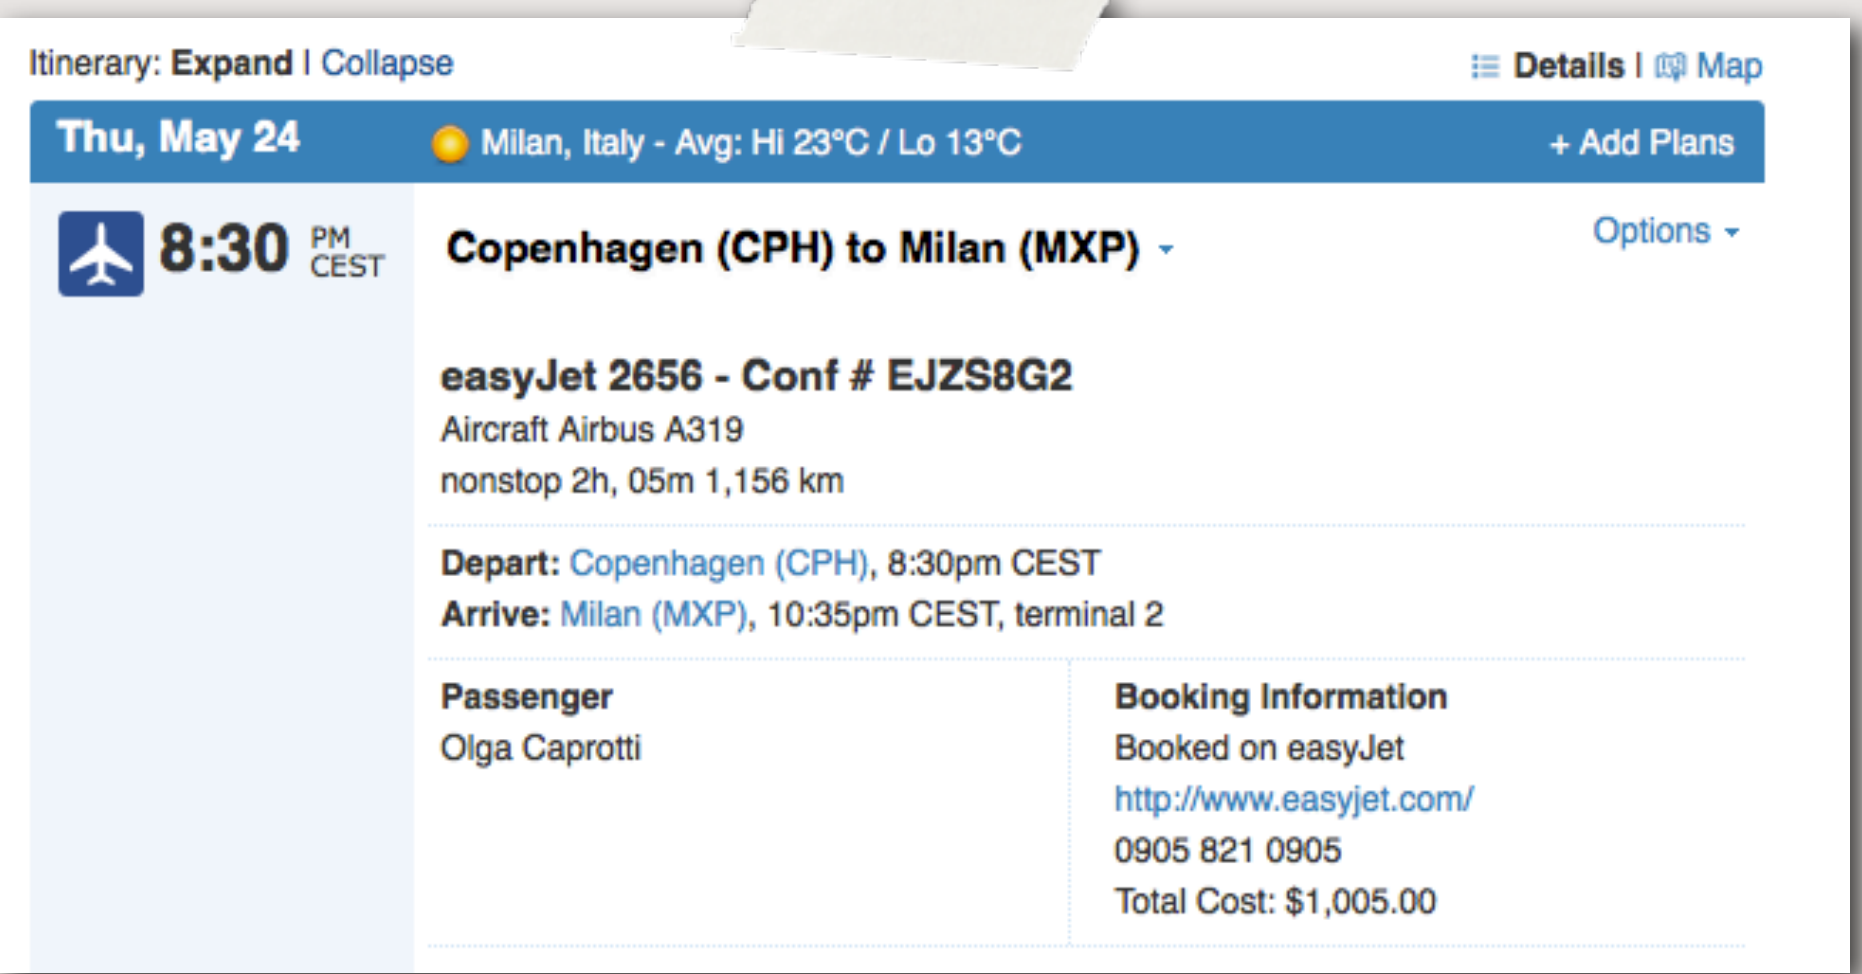 Itinerary: Expand | Collapse
Details | Map
Thu, May 24
Milan, Italy - Avg: Hi 23°C / Lo 13°C
+ Add Plans
8:30 PM CEST
Copenhagen (CPH) to Milan (MXP)
Options
easyJet 2656 - Conf # EJZS8G2
Aircraft Airbus A319
nonstop 2h, 05m 1,156 km
Depart: Copenhagen (CPH), 8:30pm CEST
Arrive: Milan (MXP), 10:35pm CEST, terminal 2
Passenger
Olga Caprotti
Booking Information
Booked on easyJet
http://www.easyjet.com/
0905 821 0905
Total Cost: $1,005.00